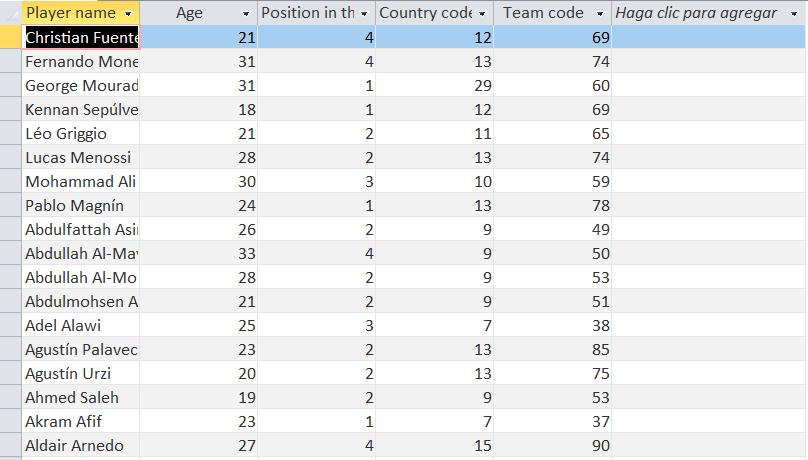 Player name Age Position in th Country code Team code Haga clic para agregar
Christian Fuente 21 4 12 69
Fernando Mone 31 4 13 74
George Mourad 31 1 29 60
Kennan Sepúlve 18 1 12 69
Léo Griggio 21 2 11 65
Lucas Menossi 28 2 13 74
Mohammad Ali 30 3 10 59
Pablo Magnín 24 1 13 78
Abdulfattah Asi 26 2 9 49
Abdullah Al-Ma 33 4 9 50
Abdullah Al-Mo 28 2 9 53
Abdulmohsen A 21 2 9 51
Adel Alawi 25 3 7 38
Agustín Palavec 23 2 13 85
Agustín Urzi 20 2 13 75
Ahmed Saleh 19 2 9 53
Akram Afif 23 1 7 37
Aldair Arnedo 27 4 15 90